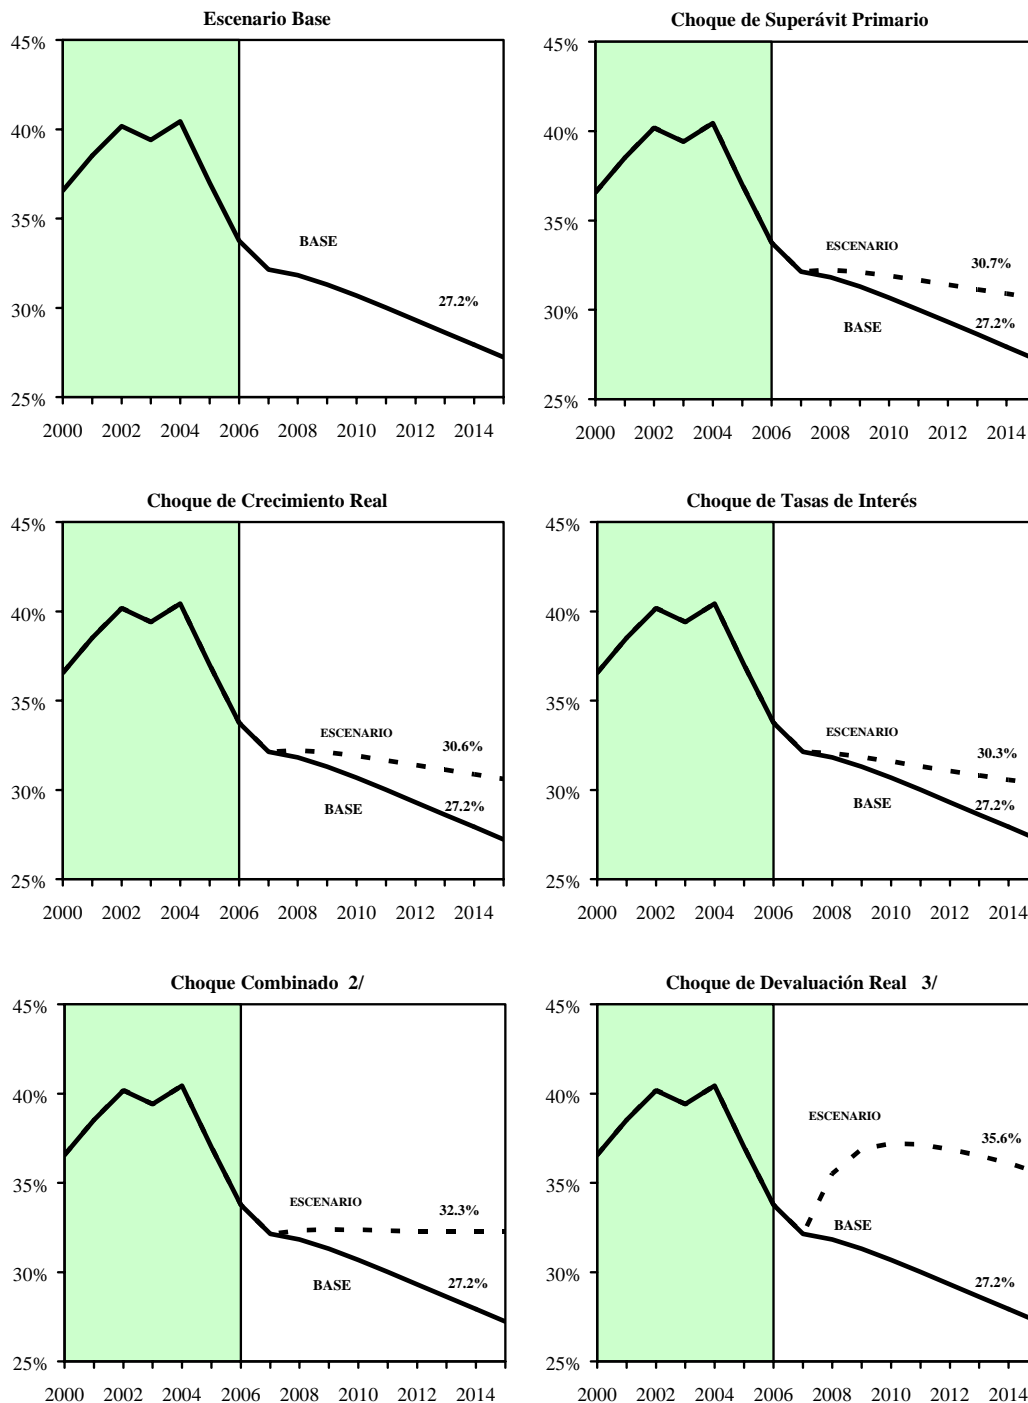 Escenario Base
45%
40%
35%
30%
25%
BASE
27.2%
2000 2002 2004 2006 2008 2010 2012 2014
Choque de Superávit Primario
45%
40%
35%
30%
25%
ESCENARIO
30.7%
BASE
27.2%
2000 2002 2004 2006 2008 2010 2012 2014
Choque de Crecimiento Real
45%
40%
35%
30%
25%
ESCENARIO
30.6%
BASE
27.2%
2000 2002 2004 2006 2008 2010 2012 2014
Choque de Tasas de Interés
45%
40%
35%
30%
25%
ESCENARIO
30.3%
BASE
27.2%
2000 2002 2004 2006 2008 2010 2012 2014
Choque Combinado 2/
45%
40%
35%
30%
25%
ESCENARIO
32.3%
BASE
27.2%
2000 2002 2004 2006 2008 2010 2012 2014
Choque de Devaluación Real 3/
45%
40%
35%
30%
25%
ESCENARIO
35.6%
BASE
27.2%
2000 2002 2004 2006 2008 2010 2012 2014